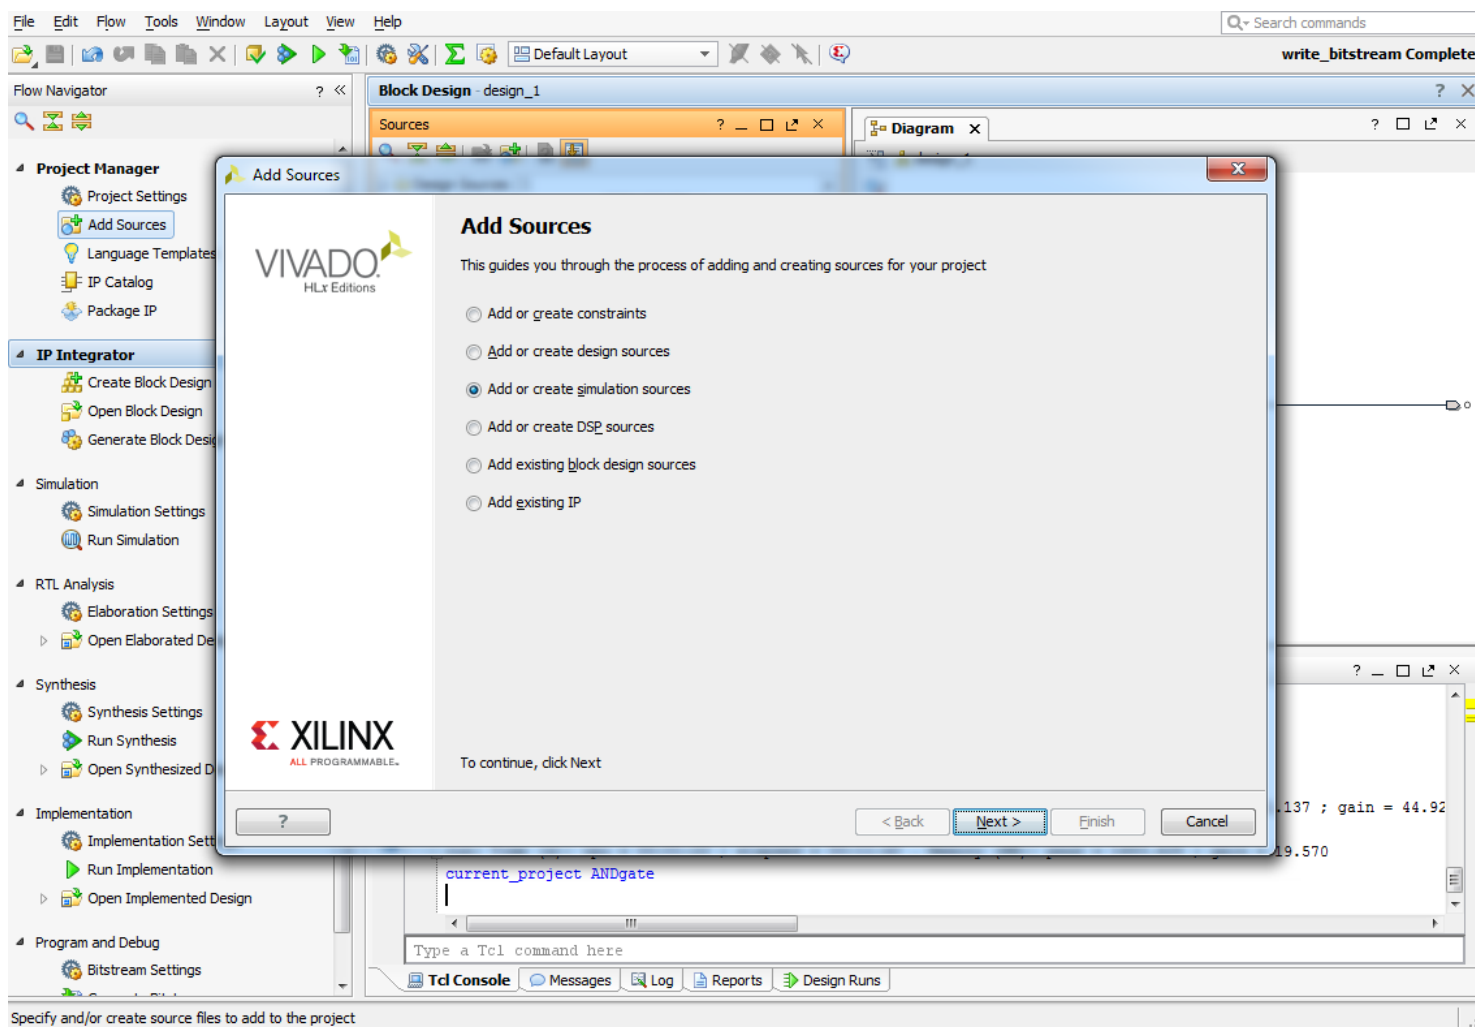 File Edit Flow Tools Window Layout View Help
Search commands
Default Layout
write_bitstream Complete
Flow Navigator
Block Design - design_1
Sources
Diagram
Project Manager
Project Settings
Add Sources
Language Templates
IP Catalog
Package IP
IP Integrator
Create Block Design
Open Block Design
Generate Block Desig
Simulation
Simulation Settings
Run Simulation
RTL Analysis
Elaboration Settings
Open Elaborated De
Synthesis
Synthesis Settings
Run Synthesis
Open Synthesized D
Implementation
Implementation Sett
Run Implementation
Open Implemented Design
Program and Debug
Bitstream Settings
Add Sources
VIVADO.
HLx Editions
XILINX
ALL PROGRAMMABLE.
Add Sources
This guides you through the process of adding and creating sources for your project
Add or create constraints
Add or create design sources
Add or create simulation sources
Add or create DSP sources
Add existing block design sources
Add existing IP
To continue, click Next
? < Back Next > Finish Cancel
o
.137 ; gain = 44.92
19.570
current_project ANDgate
Type a Tcl command here
Tcl Console Messages Log Reports Design Runs
Specify and/or create source files to add to the project